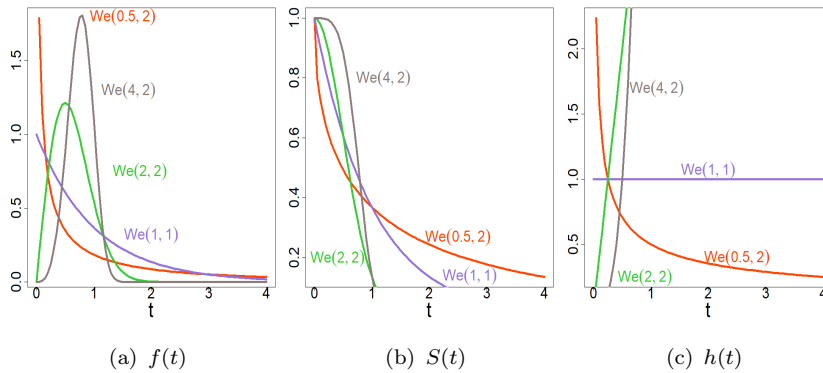 We(0.5, 2)
We(4, 2)
We(2, 2)
We(1, 1)
0.0 0.5 1.0 1.5
0 1 2 3 4
t
(a) f(t)
We(4, 2)
We(0.5, 2)
We(2, 2)
We(1, 1)
0.2 0.4 0.6 0.8 1.0
0 1 2 3 4
t
(b) S(t)
We(4, 2)
We(1, 1)
We(0.5, 2)
We(2, 2)
0.5 1.0 1.5 2.0
0 1 2 3 4
t
(c) h(t)